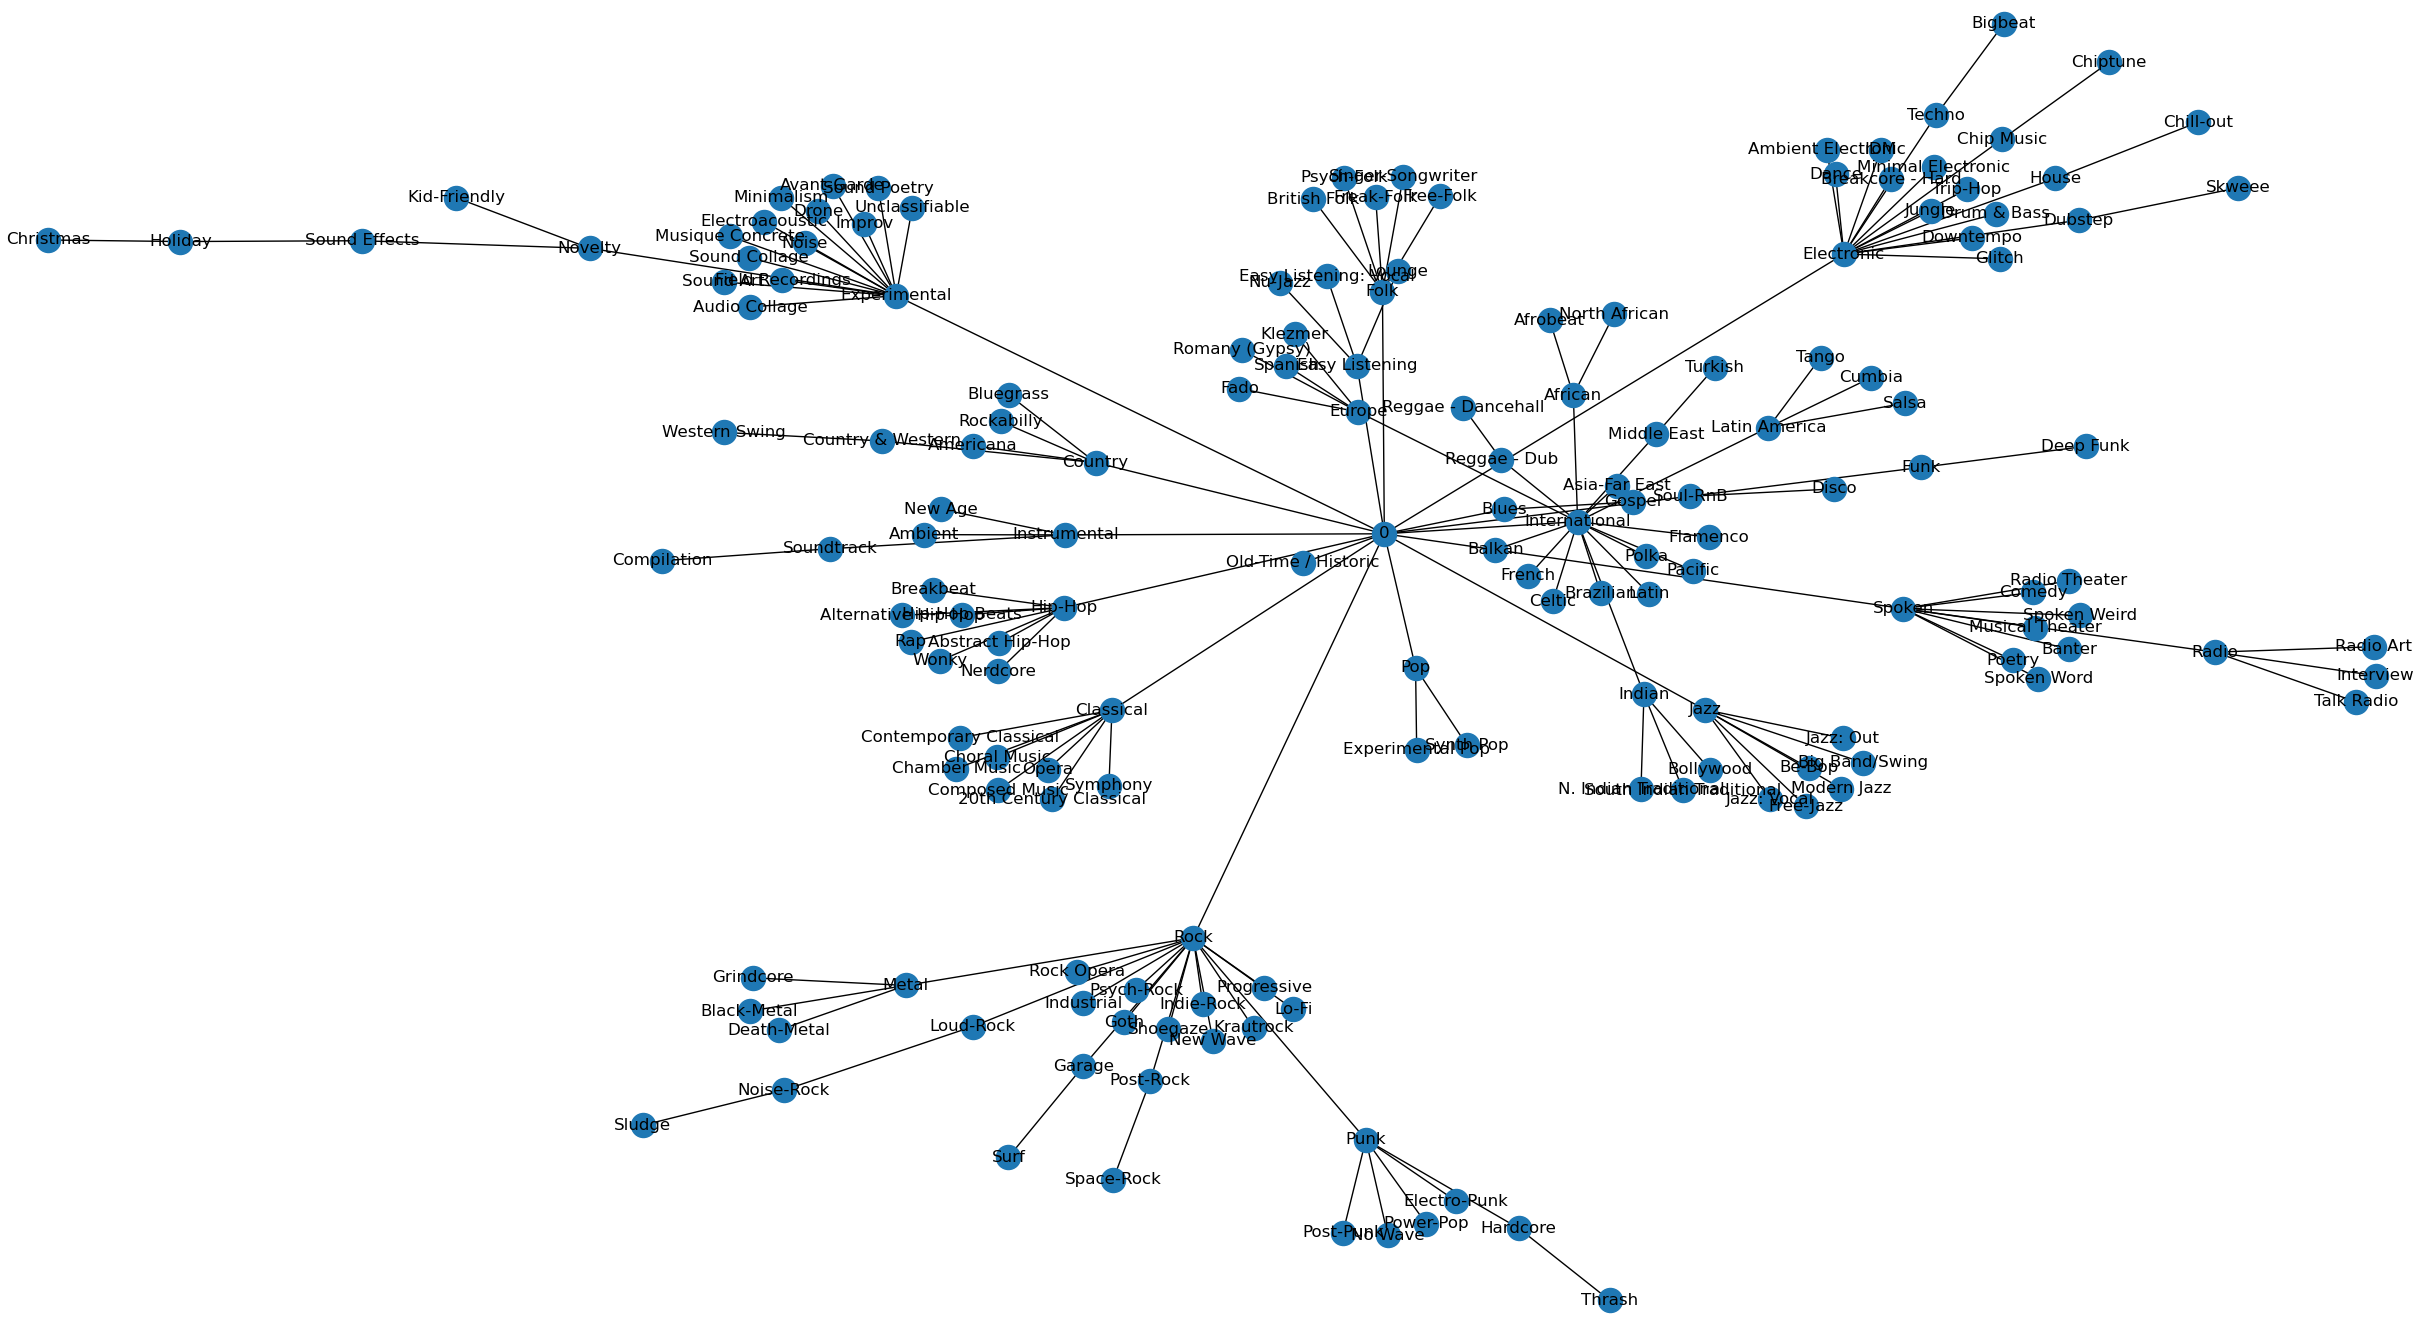 Bigbeat
Chiptune
Techno
Chill-out
Chip Music
Ambient Electronic
IDM
Minimal Electronic
Dance
Breakcore - Hard
House
Trip-Hop
Skweee
Jungle
Drum & Bass
Dubstep
Downtempo
Electronic
Glitch
Kid-Friendly
Christmas
Holiday
Sound Effects
Novelty
Avant-Garde
Sound Poetry
Minimalism
Unclassifiable
Drone
Electroacoustic
Improv
Musique Concrete
Noise
Sound Collage
Sound Art
Field Recordings
Experimental
Audio Collage
Psych-Folk
Singer-Songwriter
British Folk
Freak-Folk
Free-Folk
Lounge
Easy Listening: Vocal
Nu-Jazz
Folk
Klezmer
Romany (Gypsy)
Spanish
Easy Listening
Fado
Europe
Afrobeat
North African
African
Turkish
Tango
Cumbia
Salsa
Reggae - Dancehall
Latin America
Middle East
Reggae - Dub
Deep Funk
Funk
Disco
Asia-Far East
Soul-RnB
Gospel
Blues
International
Flamenco
Bluegrass
Rockabilly
Western Swing
Country & Western
Americana
Country
New Age
Ambient
Instrumental
Soundtrack
Compilation
0
Old-Time / Historic
Balkan
Polka
Pacific
French
Celtic
Brazilian
Latin
Breakbeat
Hip-Hop
Alternative Hip-Hop
Hip-Hop Beats
Rap
Abstract Hip-Hop
Wonky
Nerdcore
Radio Theater
Comedy
Spoken
Spoken Weird
Musical Theater
Banter
Poetry
Spoken Word
Radio
Radio Art
Interview
Talk Radio
Pop
Experimental Pop
Synth Pop
Indian
Jazz
Bollywood
N. Indian Traditional
South Indian Traditional
Jazz: Out
Big Band/Swing
Be-Bop
Modern Jazz
Jazz: Vocal
Free-Jazz
Classical
Contemporary Classical
Choral Music
Chamber Music
Opera
Symphony
Composed Music
20th Century Classical
Rock
Rock Opera
Metal
Grindcore
Black-Metal
Death-Metal
Psych-Rock
Progressive
Industrial
Indie-Rock
Lo-Fi
Loud-Rock
Goth
Shoegaze
Krautrock
New Wave
Garage
Post-Rock
Noise-Rock
Sludge
Surf
Space-Rock
Punk
Electro-Punk
Post-Punk
No Wave
Power-Pop
Hardcore
Thrash